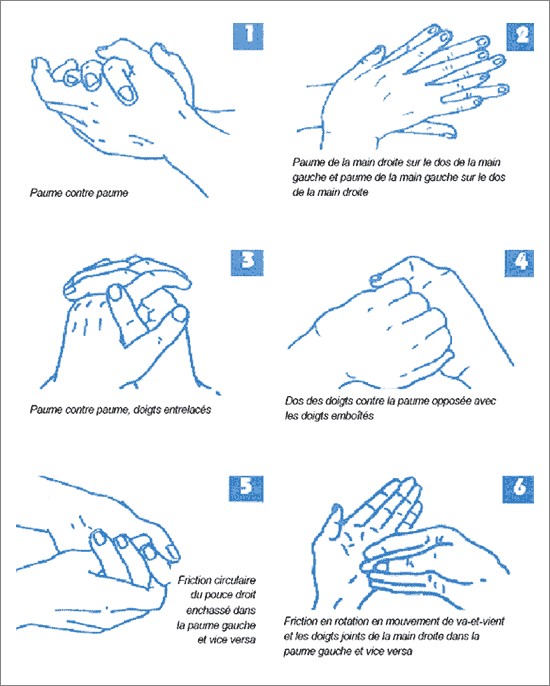 1
Paume contre paume
2
Paume de la main droite sur le dos de la main
gauche et paume de la main gauche sur le dos
de la main droite
3
Paume contre paume, doigts entrelacés
4
Dos des doigts contre la paume opposée avec
les doigts emboîtés
5
Friction circulaire
du pouce droit
enchassé dans
la paume gauche
et vice versa
6
Friction en rotation en mouvement de va-et-vient
et les doigts joints de la main droite dans la
paume gauche et vice versa